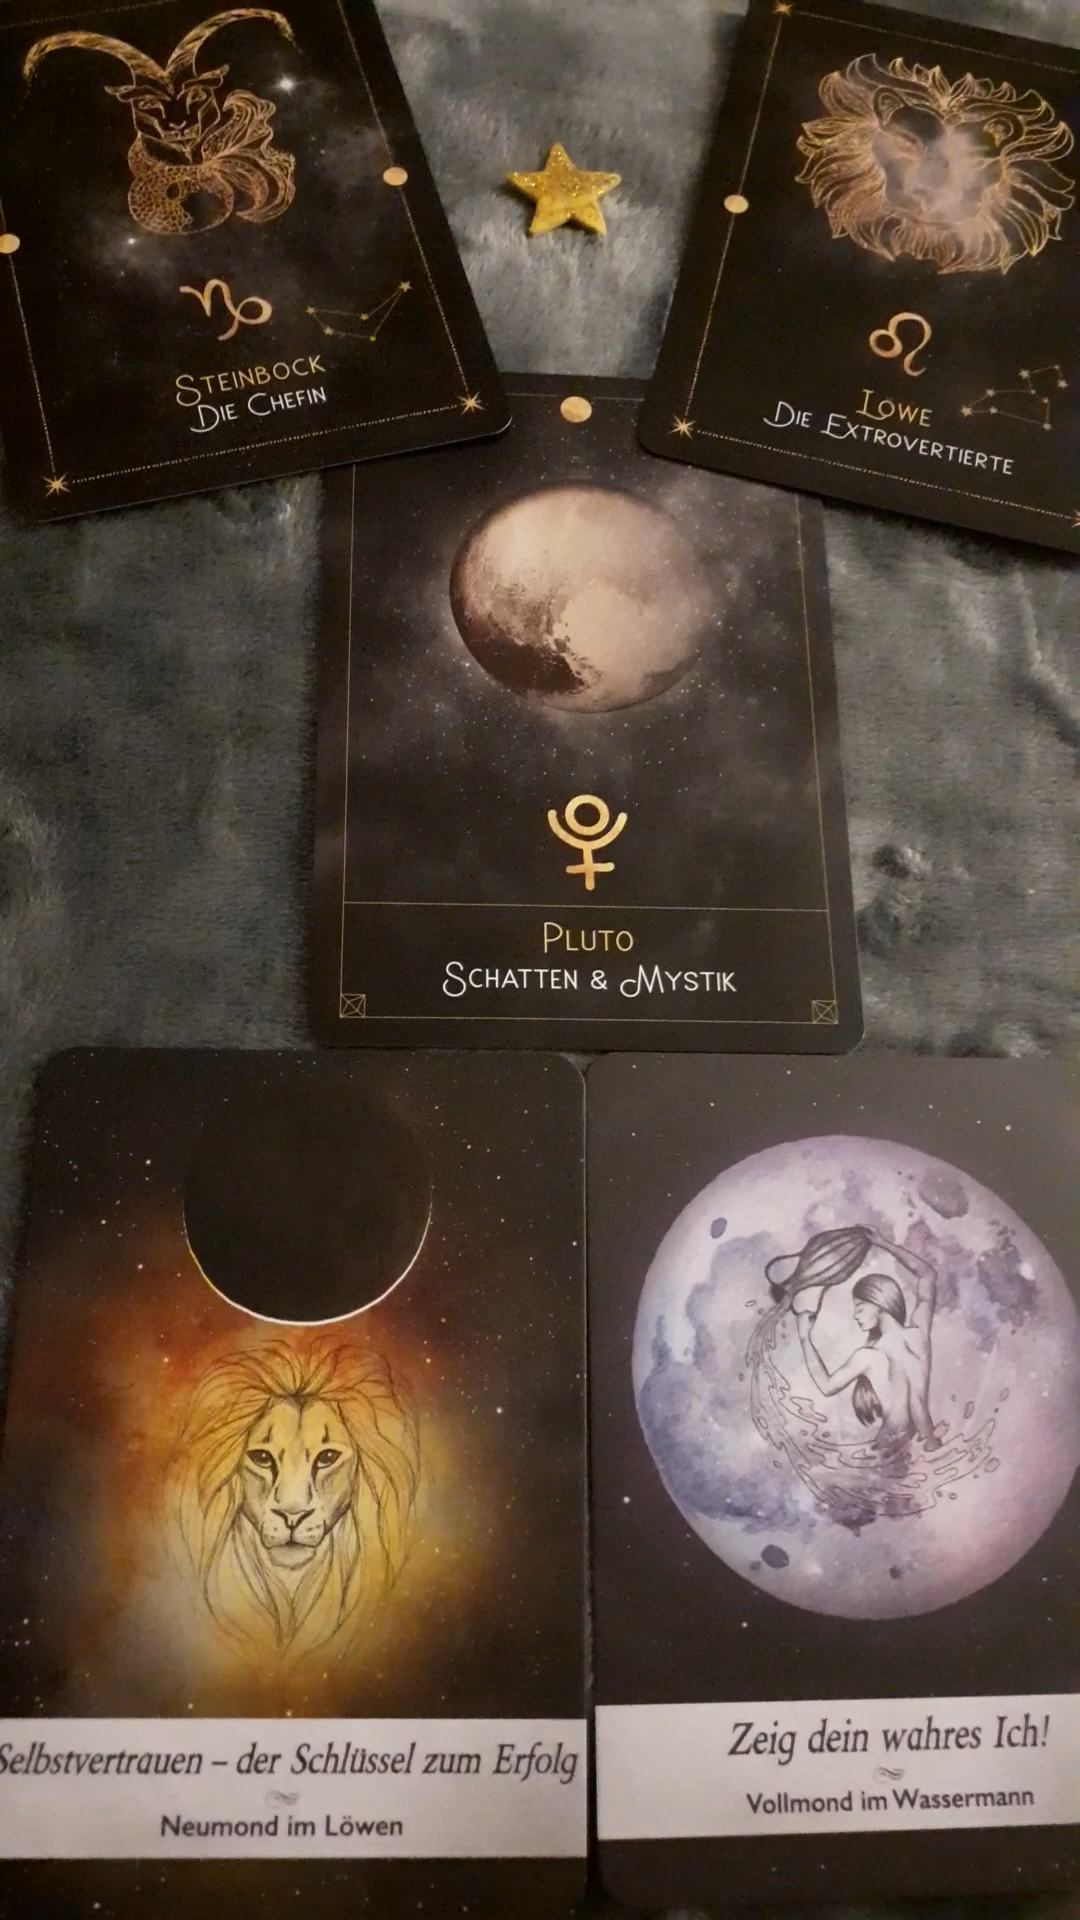 STEINBOCK
DIE CHEFIN
LÖWE
DIE EXTROVERTIERTE
PLUTO
SCHATTEN & MYSTIK
Selbstvertrauen – der Schlüssel zum Erfolg
Neumond im Löwen
Zeig dein wahres Ich!
Vollmond im Wassermann